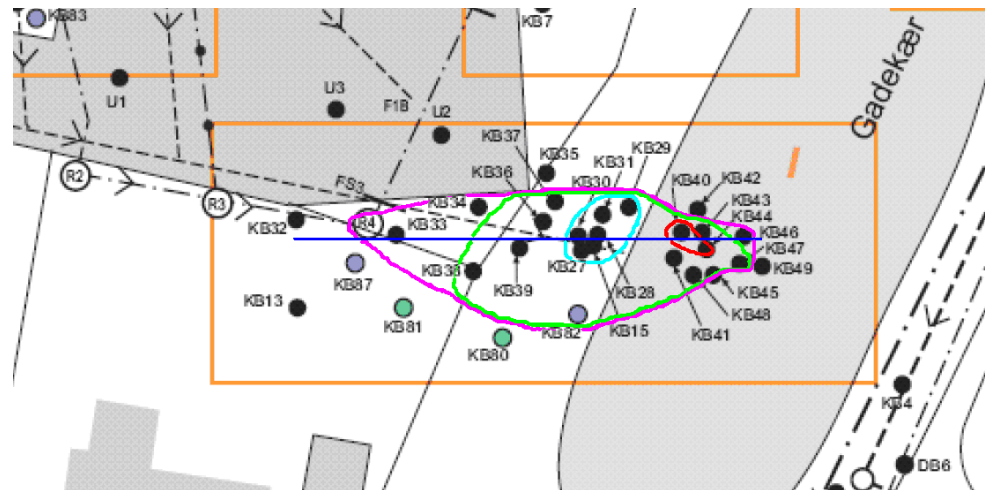 KB83
KB7
U1
U3
F1B
U2
Gadekær
KB37
KB29
KB35
KB31
KB36
KB30
KB40
KB42
R2
FS3
R3
KB34
KB43
KB44
KB32
R4
KB33
KB46
KB47
KB38
KB27
KB49
KB87
KB39
KB28
KB45
KB13
KB81
KB48
KB82
KB15
KB41
KB80
KB4
DB6